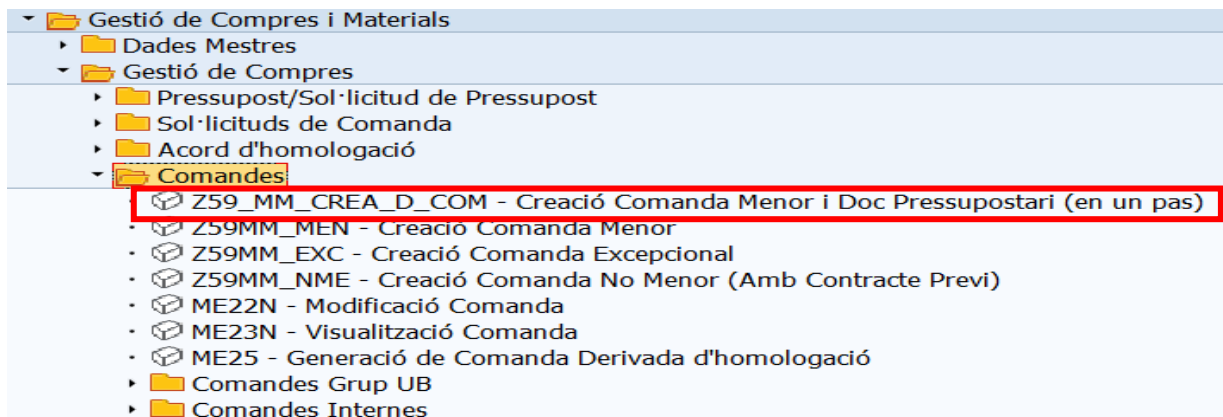 Gestió de Compres i Materials
Dades Mestres
Gestió de Compres
Pressupost/Sol·licitud de Pressupost
Sol·licituds de Comanda
Acord d'homologació
Comandes
Z59_MM_CREA_D_COM - Creació Comanda Menor i Doc Pressupostari (en un pas)
Z59MM_MEN - Creació Comanda Menor
Z59MM_EXC - Creació Comanda Excepcional
Z59MM_NME - Creació Comanda No Menor (Amb Contracte Previ)
ME22N - Modificació Comanda
ME23N - Visualització Comanda
ME25 - Generació de Comanda Derivada d'homologació
Comandes Grup UB
Comandes Internes